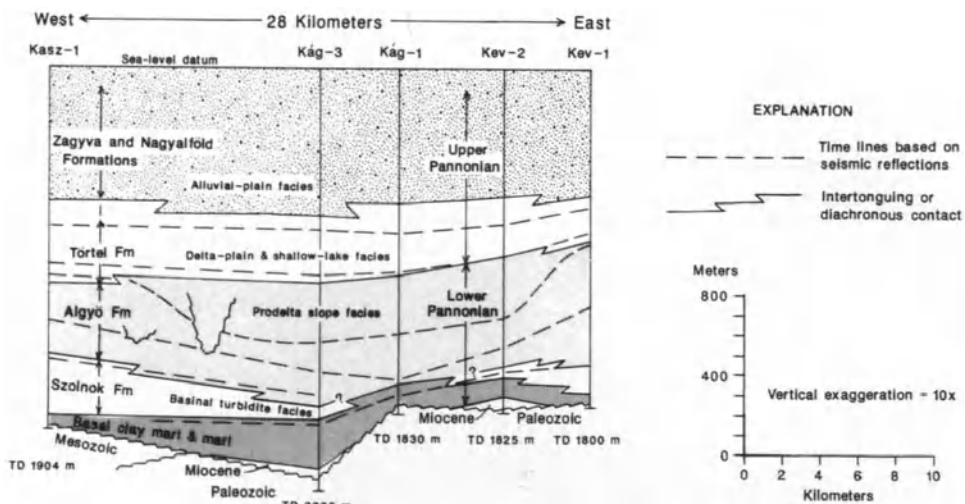 West 28 Kilometers East
Kasz-1 Kág-3 Kág-1 Kev-2 Kev-1
Sea-level datum
Zagyva and Nagyalföld
Formations
Upper
Pannonian
Alluvial-plain facies
Törtel Fm
Delta-plain & shallow-lake facies
Algyö Fm
Prodelta slope facies
Lower
Pannonian
Szolnok Fm
?
?
Basinal turbidite facies
Basal clay marl & marl
Mesozoic
TD 1904 m
Miocene
Paleozoic
Miocene
Paleozoic
TD 1830 m TD 1825 m TD 1800 m
EXPLANATION
Time lines based on
seismic reflections
Intertonguing or
diachronous contact
Meters
800
400
300
200
100
0
Vertical exaggeration - 10x
0 2 4 6 8 10
Kilometers